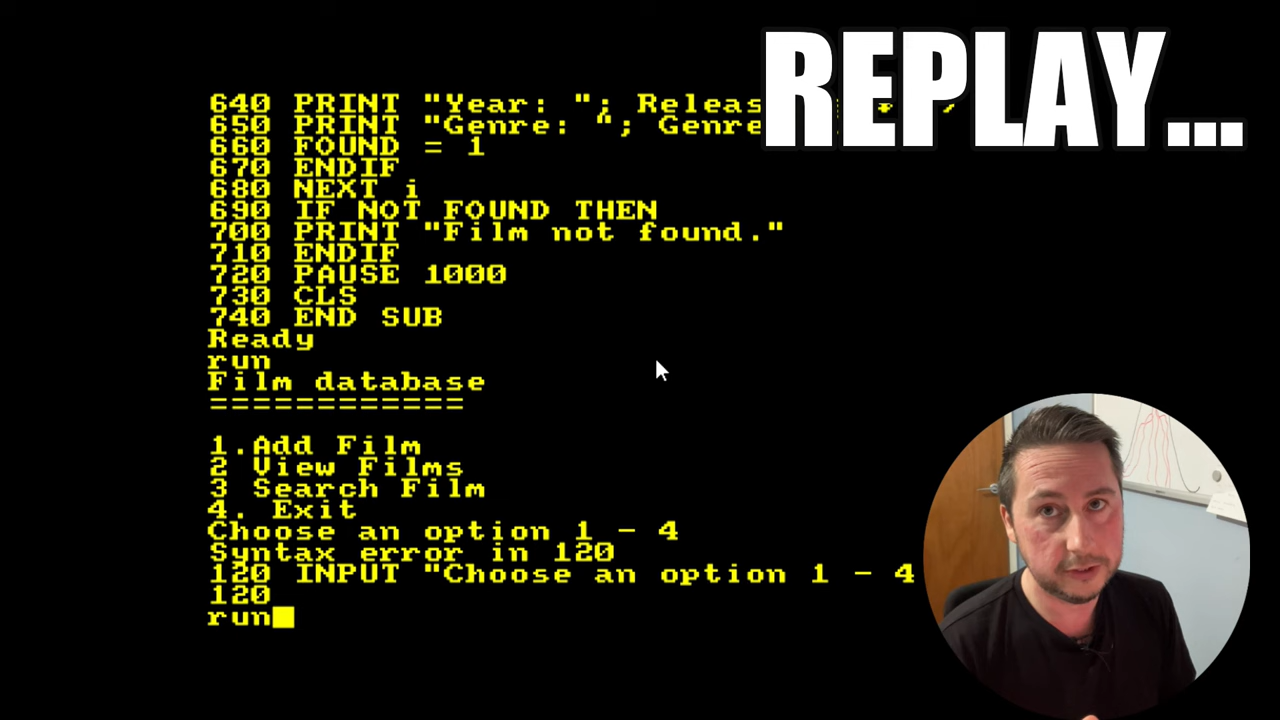 REPLAY...
640 PRINT "Year: "; Releas
650 PRINT "Genre: "; Genre
660 FOUND = 1
670 ENDIF
680 NEXT i
690 IF NOT FOUND THEN
700 PRINT "Film not found."
710 ENDIF
720 PAUSE 1000
730 CLS
740 END SUB
Ready
run
Film database
============
1.Add Film
2 View Films
3 Search Film
4. Exit
Choose an option 1 - 4
Syntax error in 120
120 INPUT "Choose an option 1 - 4
120
run